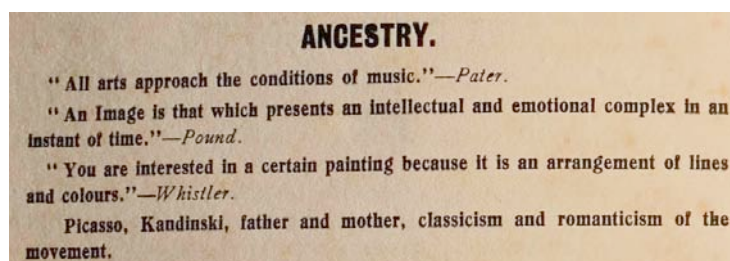 ANCESTRY.
" All arts approach the conditions of music."—Pater.
" An Image is that which presents an intellectual and emotional complex in an
instant of time."—Pound.
" You are interested in a certain painting because it is an arrangement of lines
and colours."—Whistler.
Picasso, Kandinski, father and mother, classicism and romanticism of the
movement.